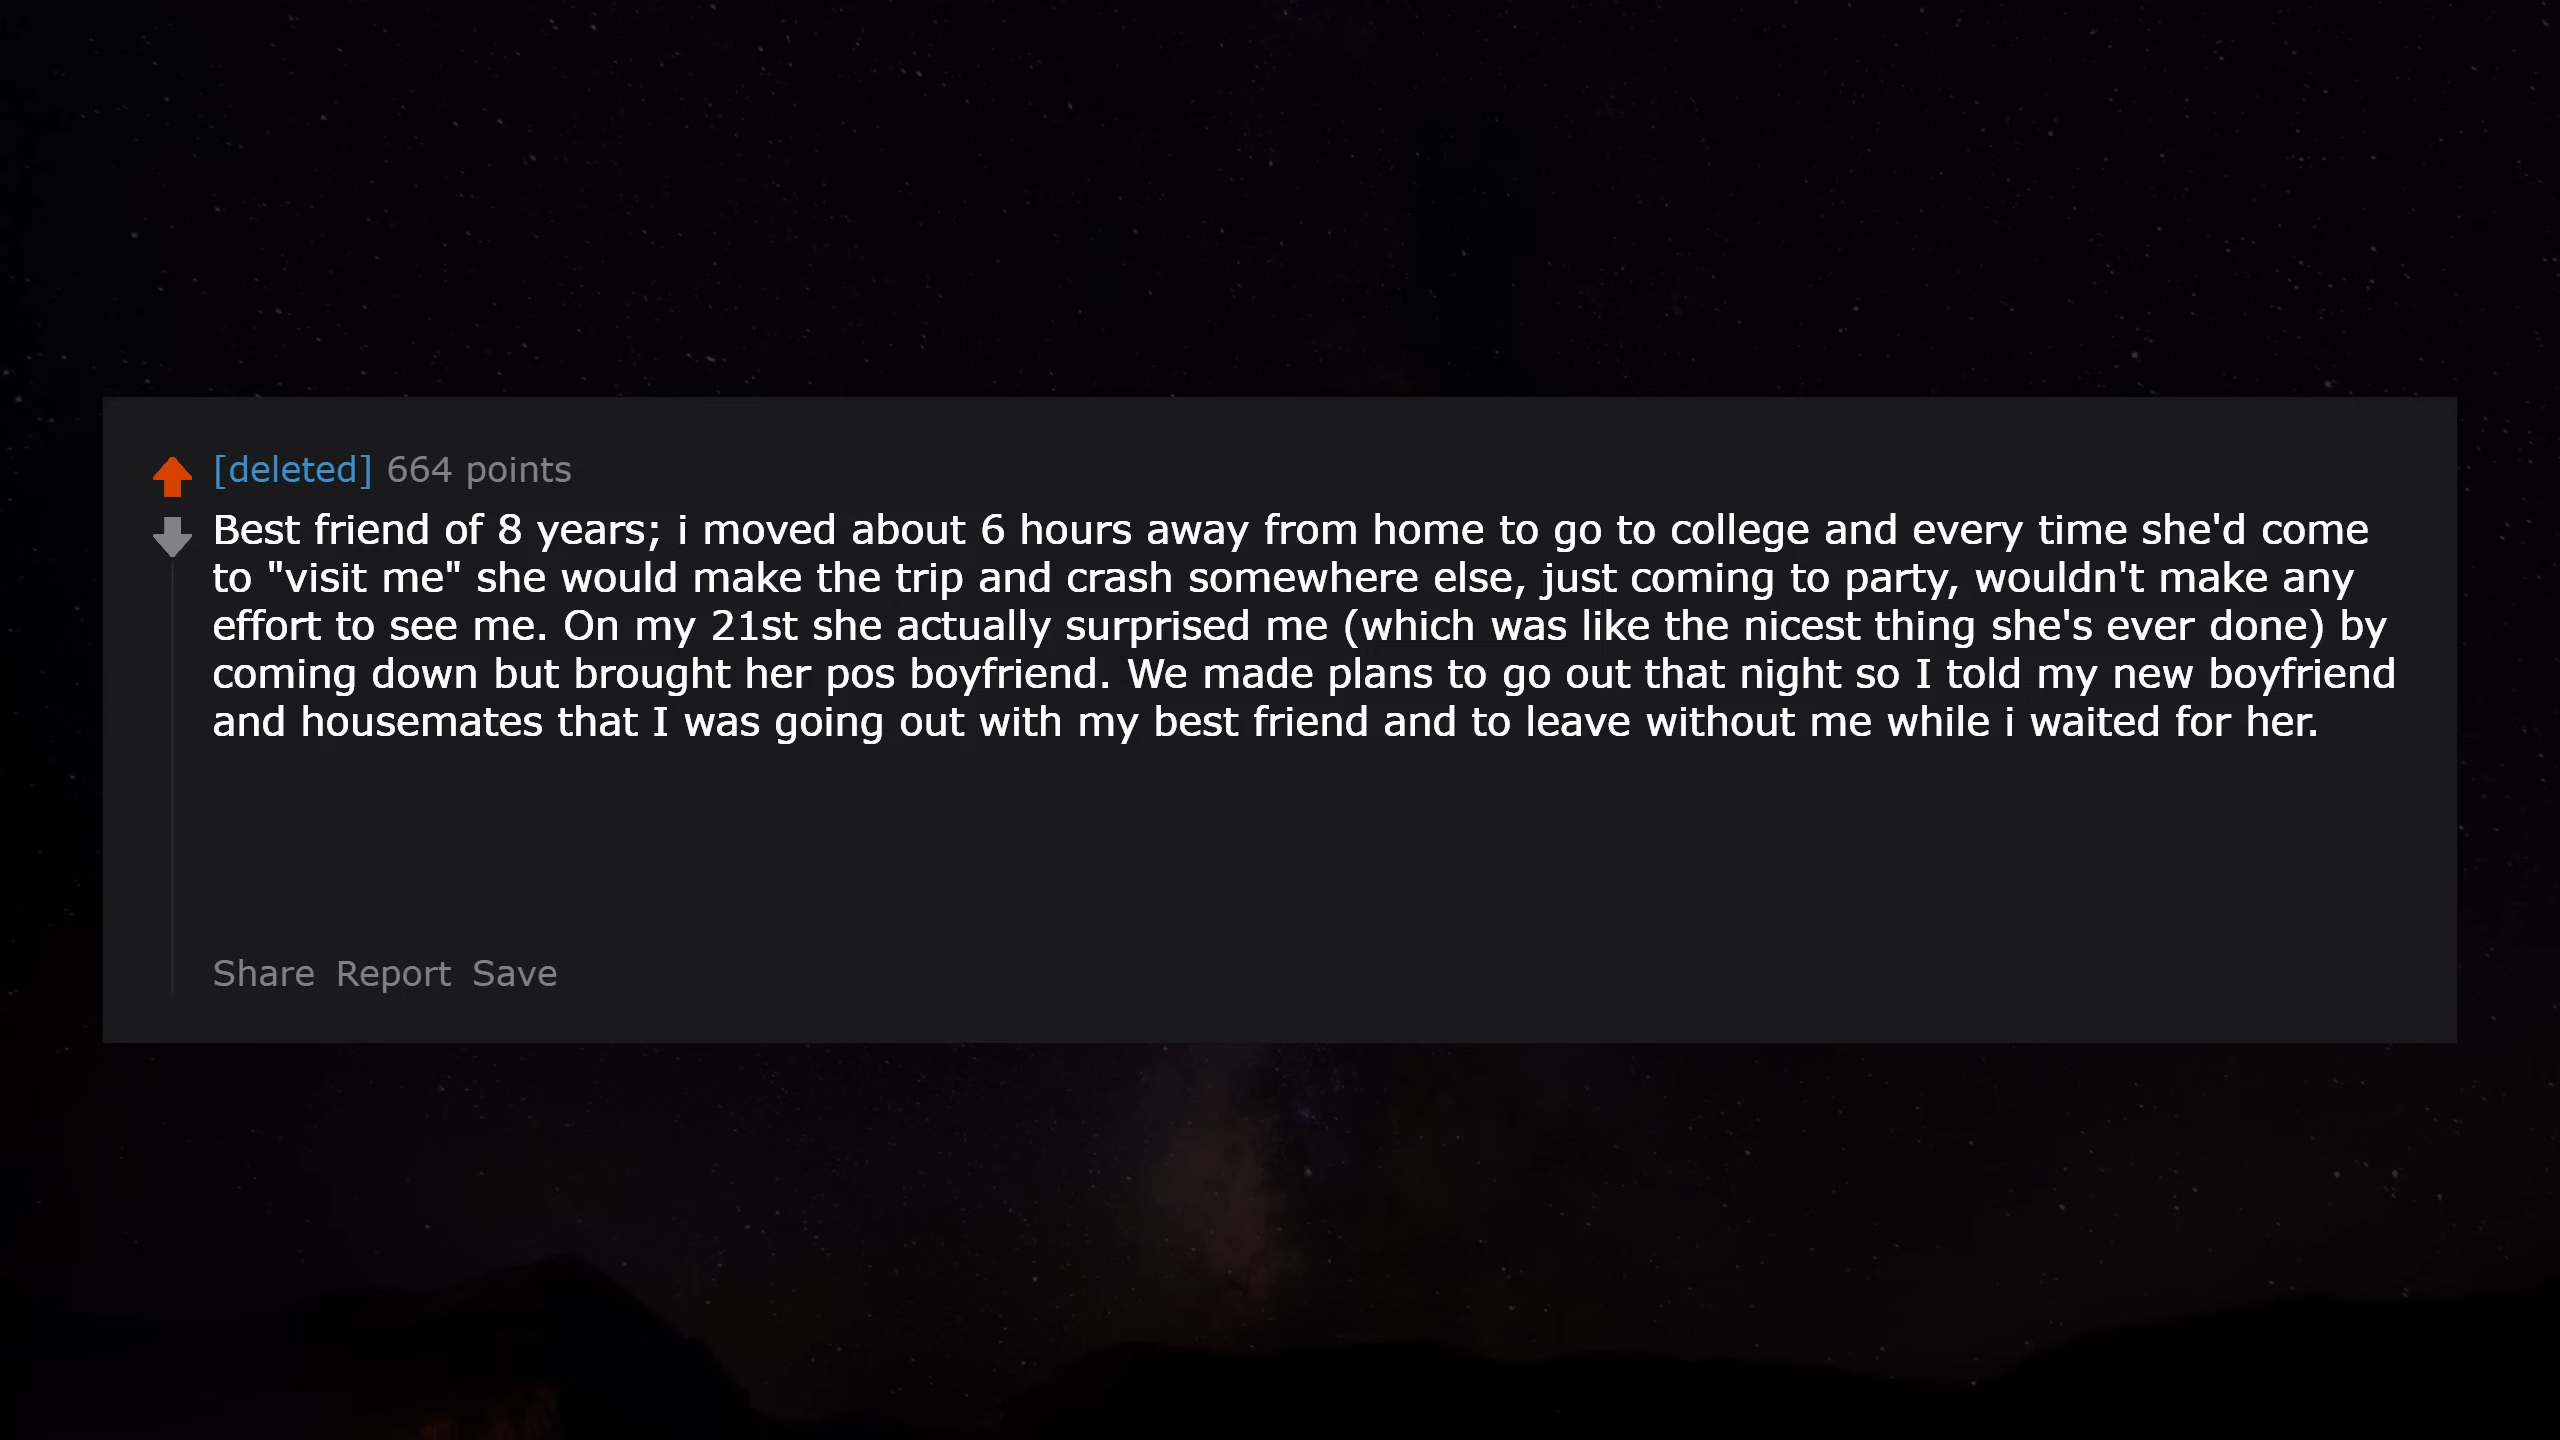 [deleted] 664 points
Best friend of 8 years; i moved about 6 hours away from home to go to college and every time she'd come
to "visit me" she would make the trip and crash somewhere else, just coming to party, wouldn't make any
effort to see me. On my 21st she actually surprised me (which was like the nicest thing she's ever done) by
coming down but brought her pos boyfriend. We made plans to go out that night so I told my new boyfriend
and housemates that I was going out with my best friend and to leave without me while i waited for her.
Share Report Save